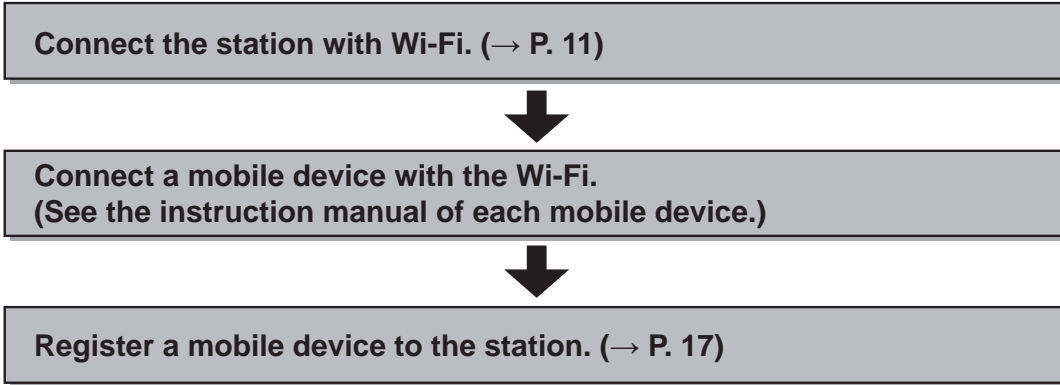 Connect the station with Wi-Fi. (→ P. 11)
Connect a mobile device with the Wi-Fi.
(See the instruction manual of each mobile device.)
Register a mobile device to the station. (→ P. 17)